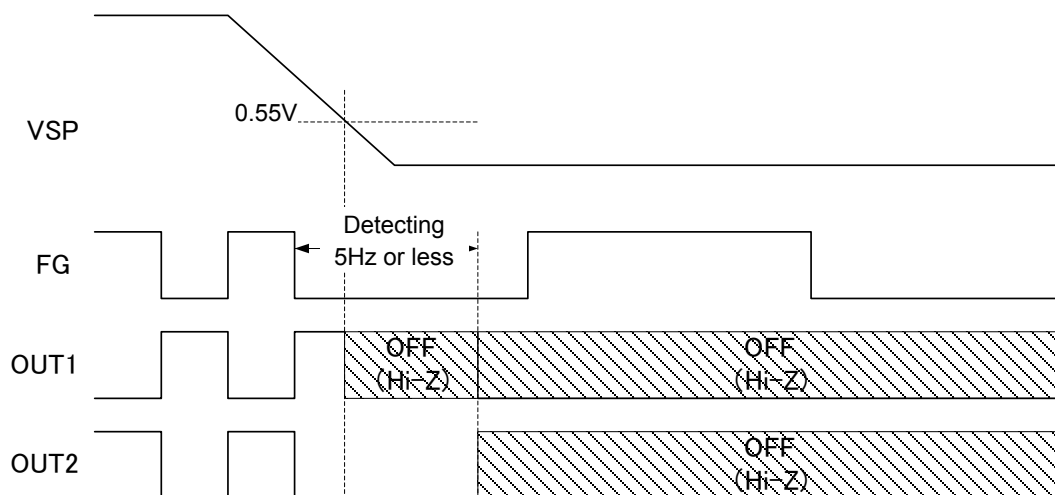 VSP
0.55V
FG
Detecting
5Hz or less
OUT1
OFF
(Hi-Z)
OFF
(Hi-Z)
OUT2
OFF
(Hi-Z)